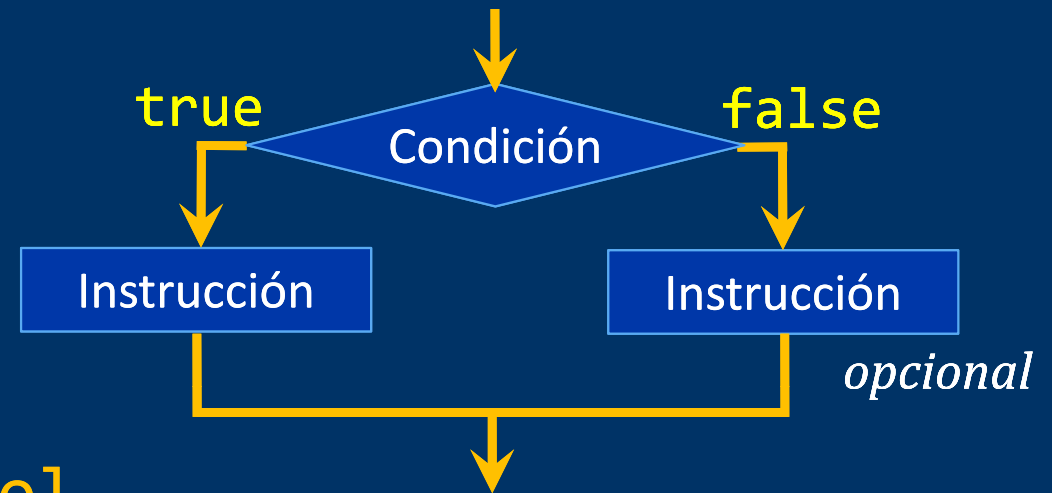 true
false
Condición
Instrucción
Instrucción
opcional